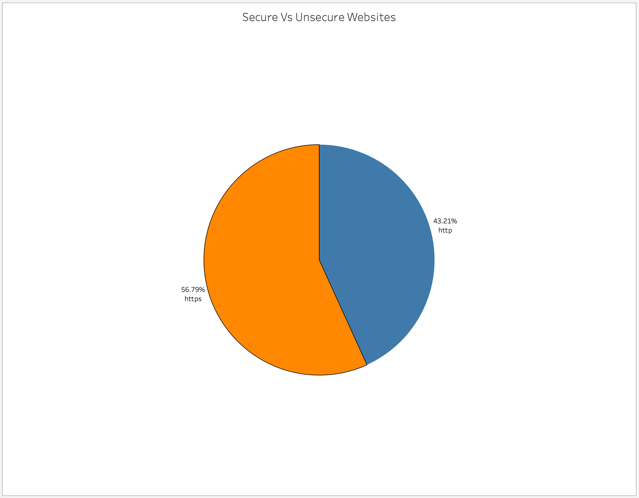 Secure Vs Unsecure Websites
43.21%
http
56.79%
https